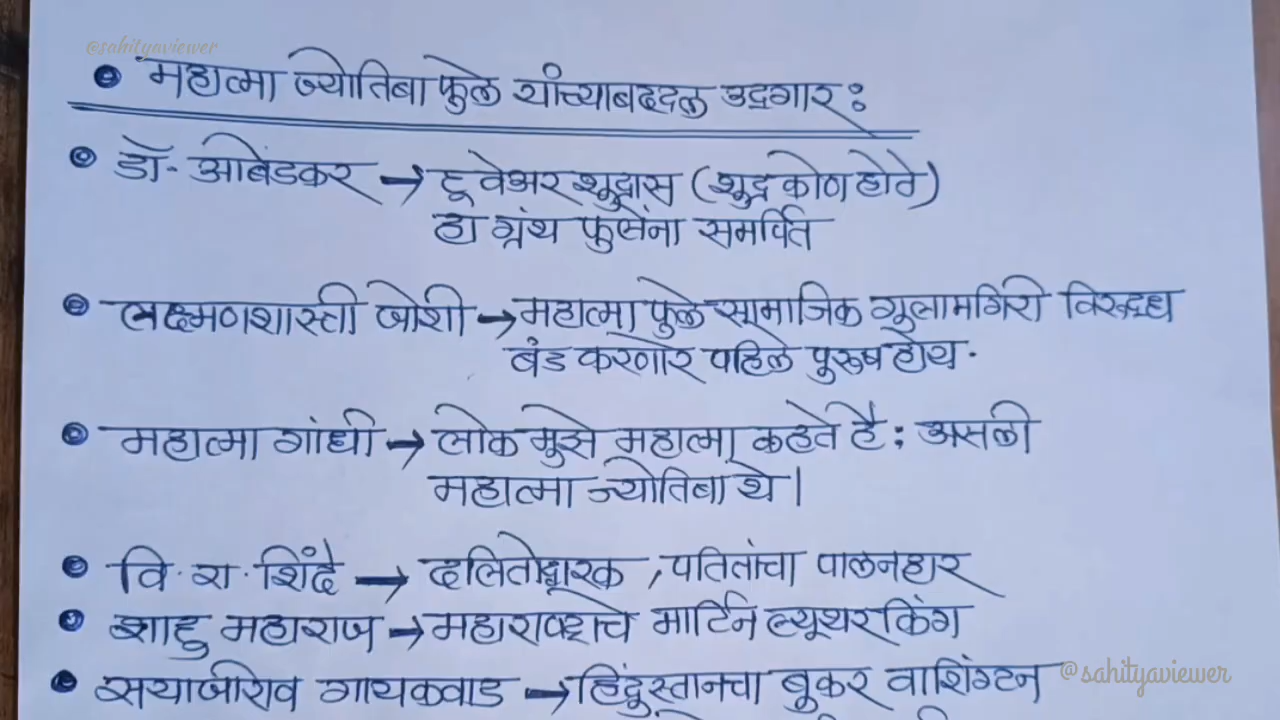 @sahityaviewer
महात्मा ज्योतिबा फुले यांच्याबद्दल उद्गार :
डॉ. आंबेडकर → हू वेअर शुद्रास (शुद्र कोण होते)
हा ग्रंथ फुलेंना समर्पित
लक्ष्मणशास्त्री जोशी → महात्मा फुले सामाजिक गुलामगिरी विरुद्ध
बंड करणारे पहिले पुरुष होय.
महात्मा गांधी → लोक मुझे महात्मा कहते है ; असली
महात्मा ज्योतिबा थे ।
वि. रा. शिंदे → दलितोद्धारक , पतितांचा पालनहार
शाहू महाराज → महाराष्ट्राचे मार्टिन ल्यूथर किंग
सयाजीराव गायकवाड → हिंदुस्तानचा बुकर वाशिंग्टन
@sahityaviewer